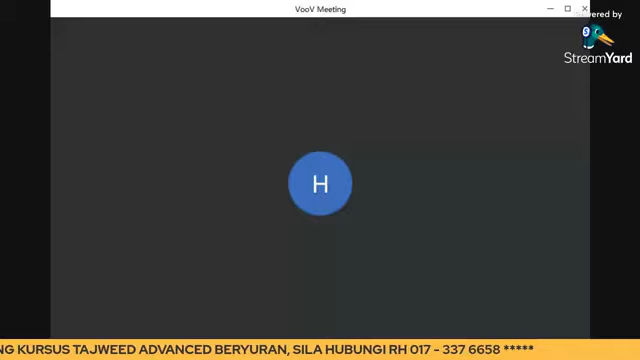 VooV Meeting
Powered by
S
StreamYard
H
NG KURSUS TAJWEED ADVANCED BERYURAN, SILA HUBUNGI RH 017 - 337 6658 *****